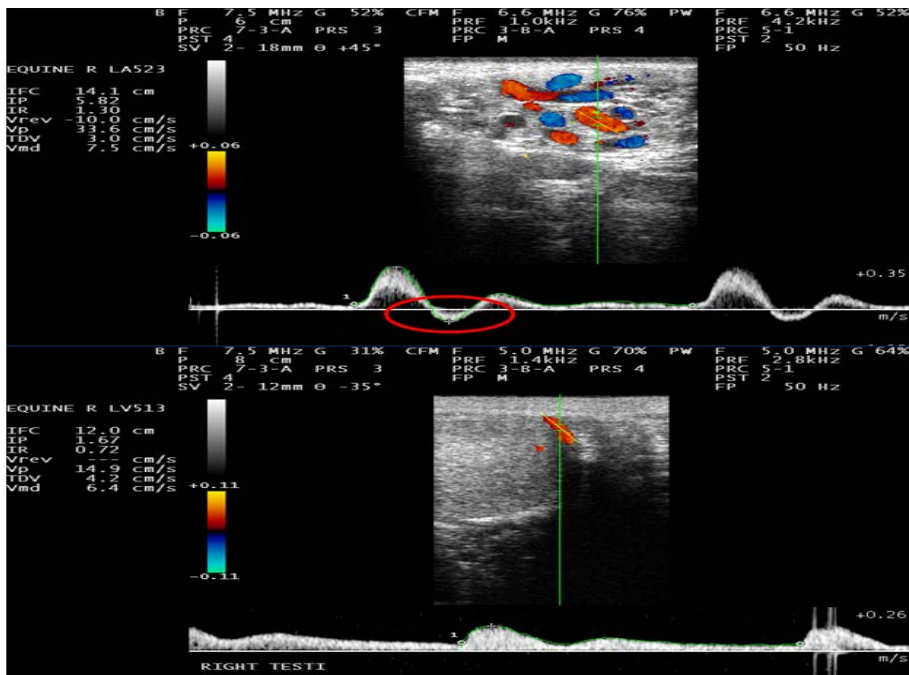 B F 7.5 MHz G 52% CFM F 6.6 MHz G 76% PW F 6.6 MHz G 52%
P 6 cm PRF 1.0kHz PRF 4.2kHz
PRC 7-3-A PRS 3 PRC 3-B-A PRS 4 PRC 5-1
PST 4 FP M PST 2
SV 2- 18mm Θ +45° FP 50 Hz
EQUINE R LA523
IFC 14.1 cm
IP 5.82
IR 1.30
Vrev -10.0 cm/s
Vp 33.6 cm/s
TDV 3.0 cm/s
Vmd 7.5 cm/s
+0.06
-0.06
+0.35
1
m/s
B F 7.5 MHz G 31% CFM F 5.0 MHz G 70% PW F 5.0 MHz G 64%
P 8 cm PRF 1.4kHz PRF 2.8kHz
PRC 7-3-A PRS 3 PRC 3-B-A PRS 4 PRC 5-1
PST 4 FP M PST 2
SV 2- 12mm Θ -35° FP 50 Hz
EQUINE R LV513
IFC 12.0 cm
IP 1.67
IR 0.72
Vrev --- cm/s
Vp 14.9 cm/s
TDV 4.2 cm/s
Vmd 6.4 cm/s
+0.11
-0.11
+0.26
1
m/s
RIGHT TESTI